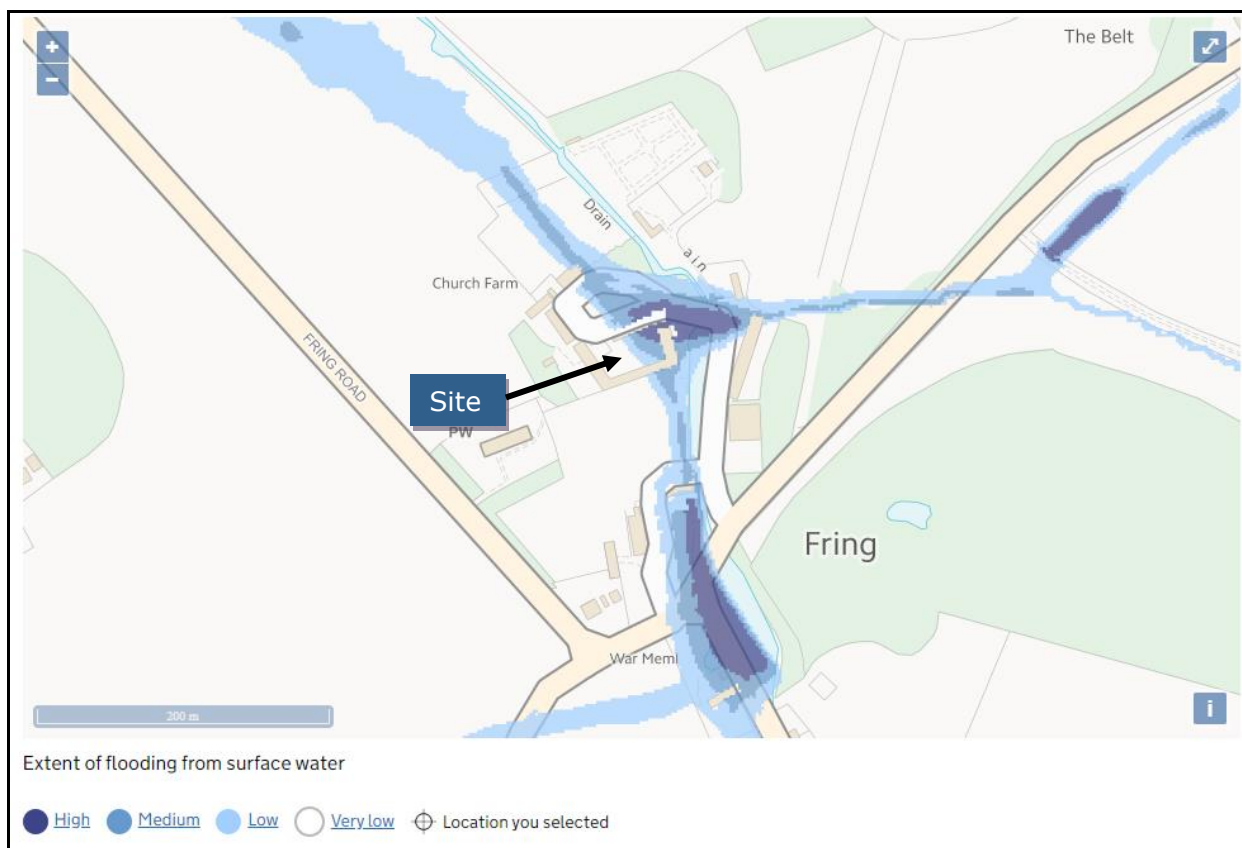 The Belt
+
−
Drain
ain
Church Farm
FRING ROAD
Site
PW
Fring
War Meml
200 m
i
Extent of flooding from surface water
High Medium Low Very low Location you selected